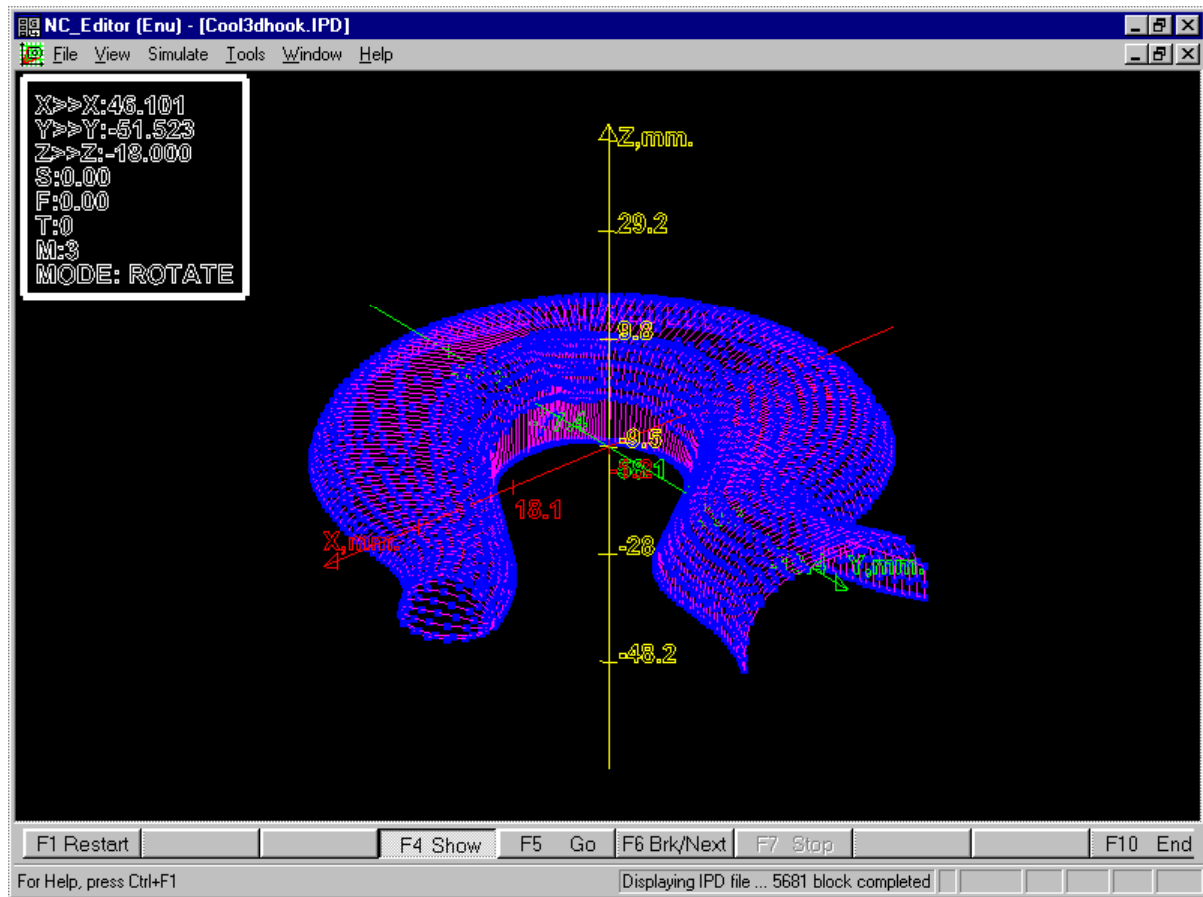 NC_Editor (Enu) - [Cool3dhook.IPD]
File View Simulate Tools Window Help
X>>X:46.101
Y>>Y:-51.523
Z>>Z:-18.000
S:0.00
F:0.00
T:0
M:3
MODE: ROTATE
Z,mm.
29.2
9.8
-9.5
18.1
X,mm.
-28
Y,mm.
-48.2
F1 Restart F4 Show F5 Go F6 Brk/Next F7 Stop F10 End
For Help, press Ctrl+F1 Displaying IPD file ... 5681 block completed